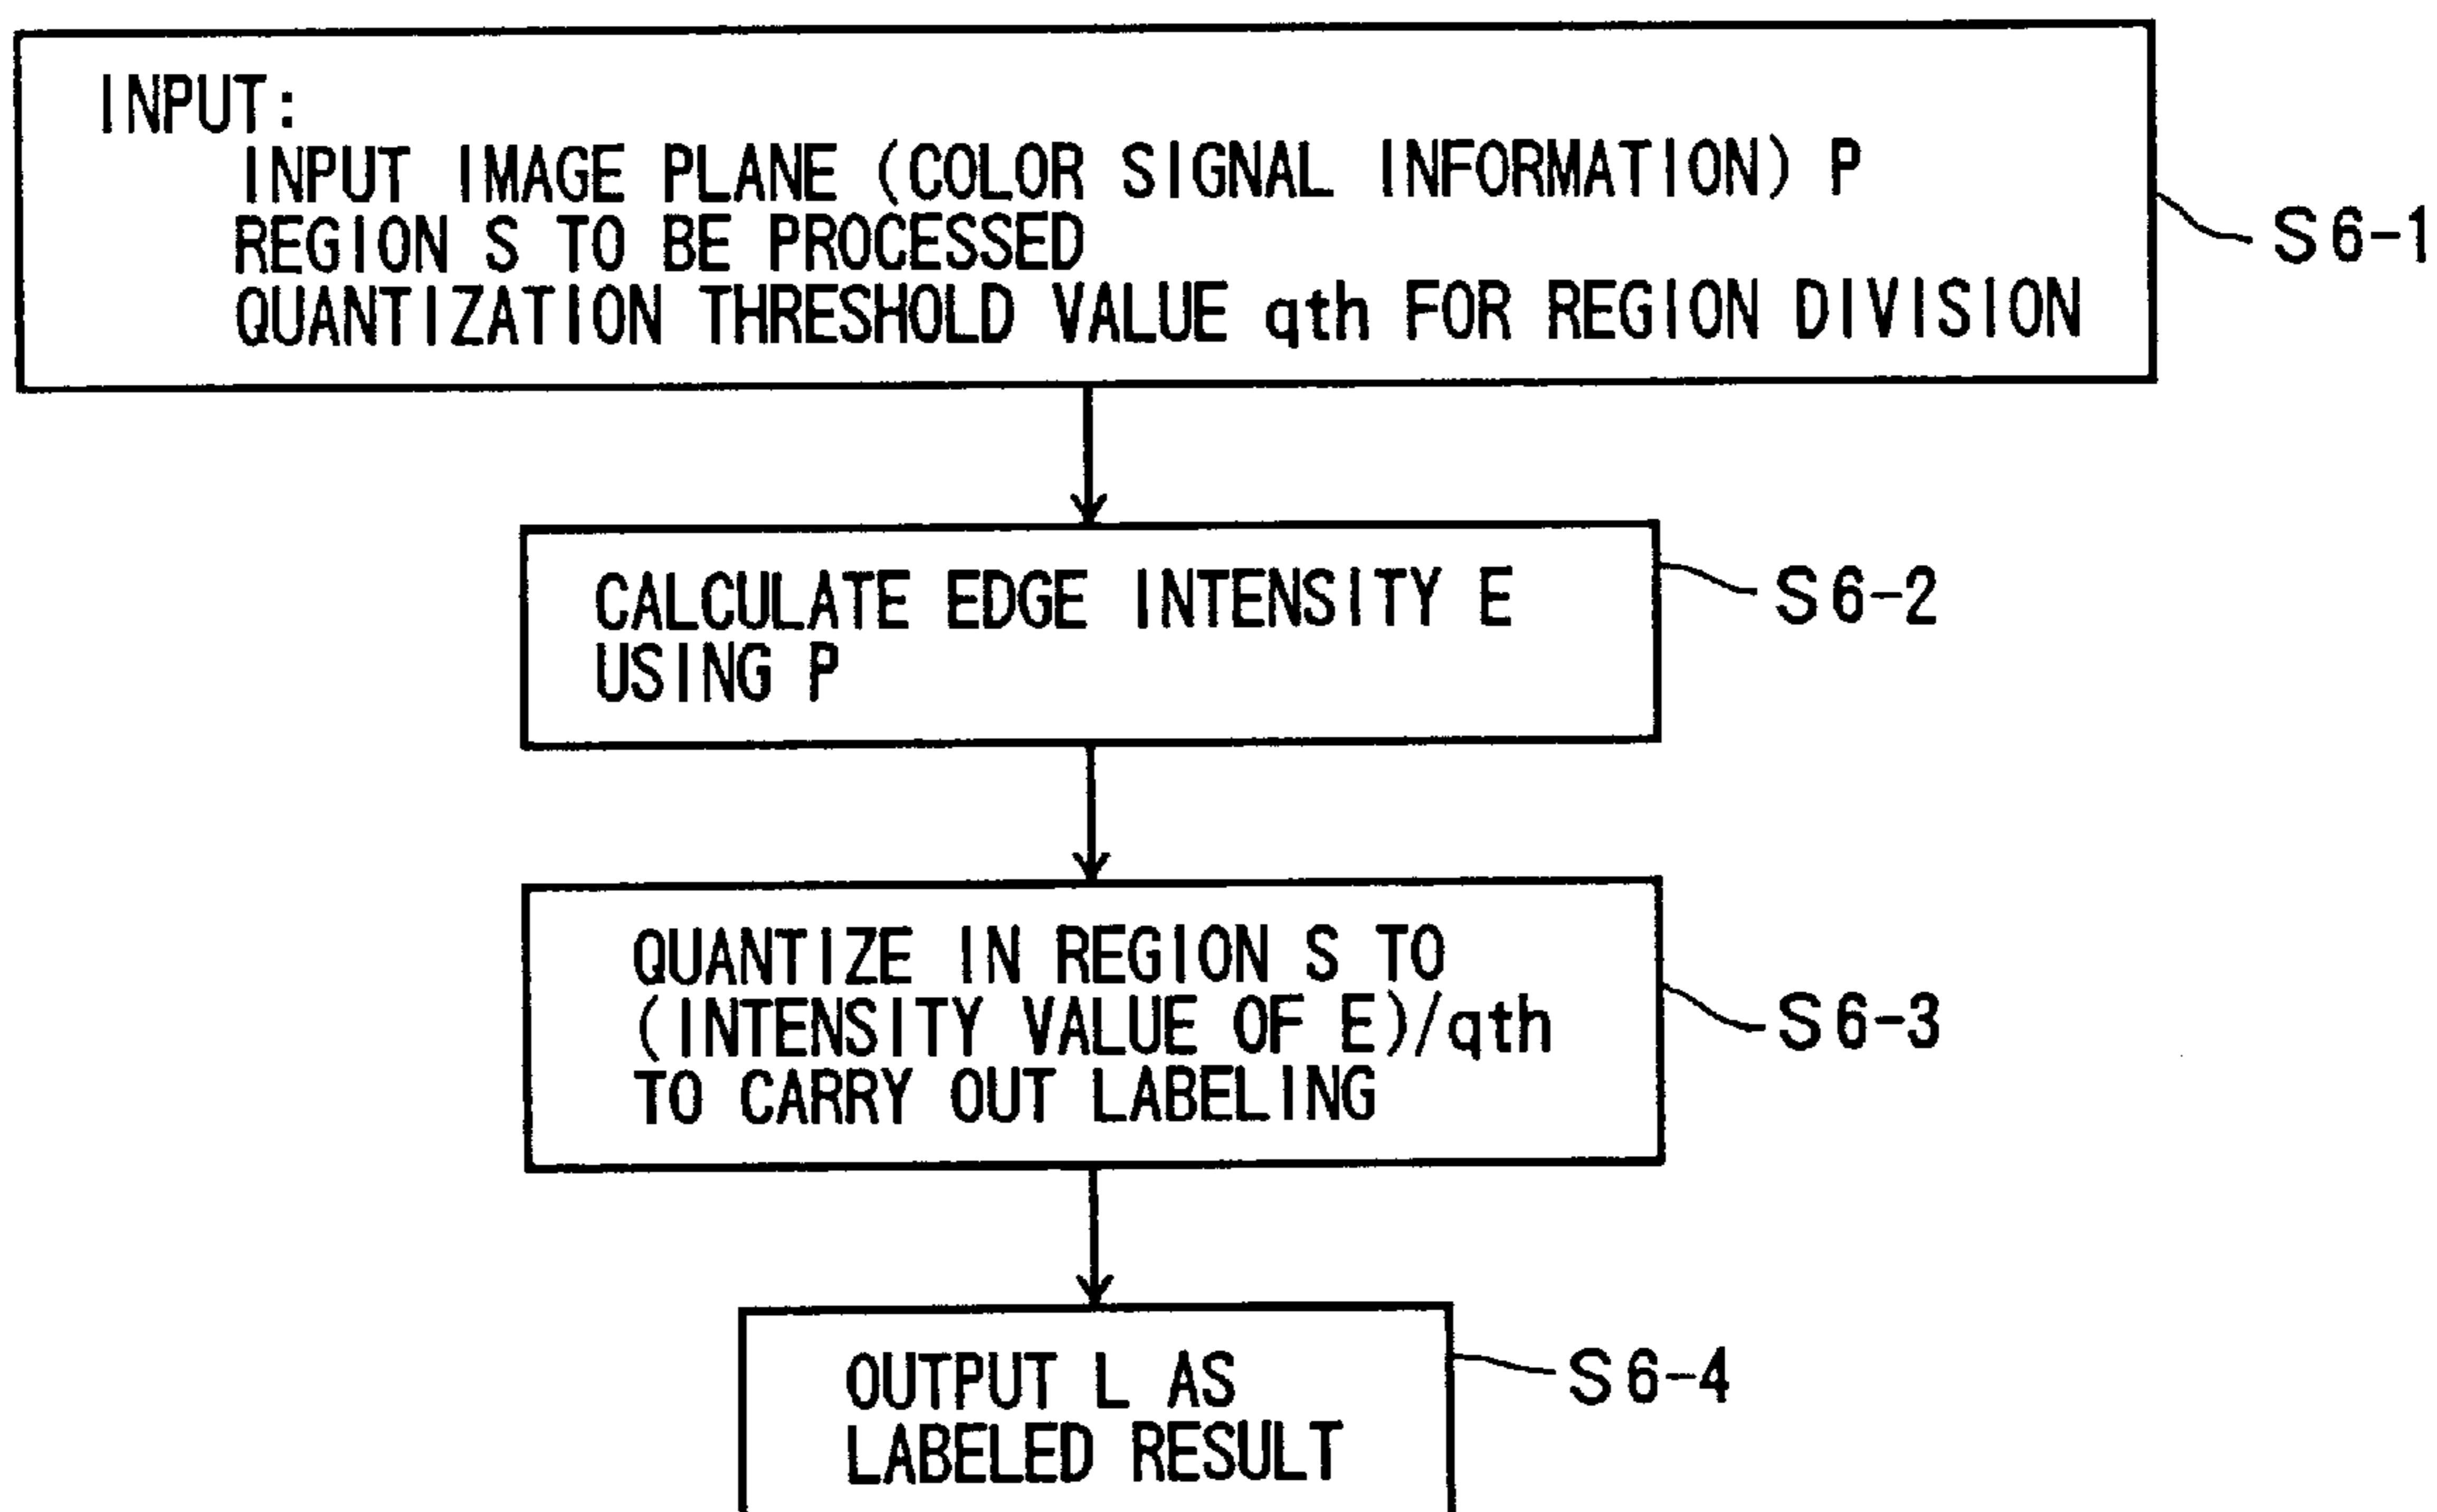 INPUT:
INPUT IMAGE PLANE (COLOR SIGNAL INFORMATION) P
REGION S TO BE PROCESSED
QUANTIZATION THRESHOLD VALUE qth FOR REGION DIVISION
S6-1
CALCULATE EDGE INTENSITY E
USING P
S6-2
QUANTIZE IN REGION S TO
(INTENSITY VALUE OF E)/qth
TO CARRY OUT LABELING
S6-3
OUTPUT L AS
LABELED RESULT
S6-4